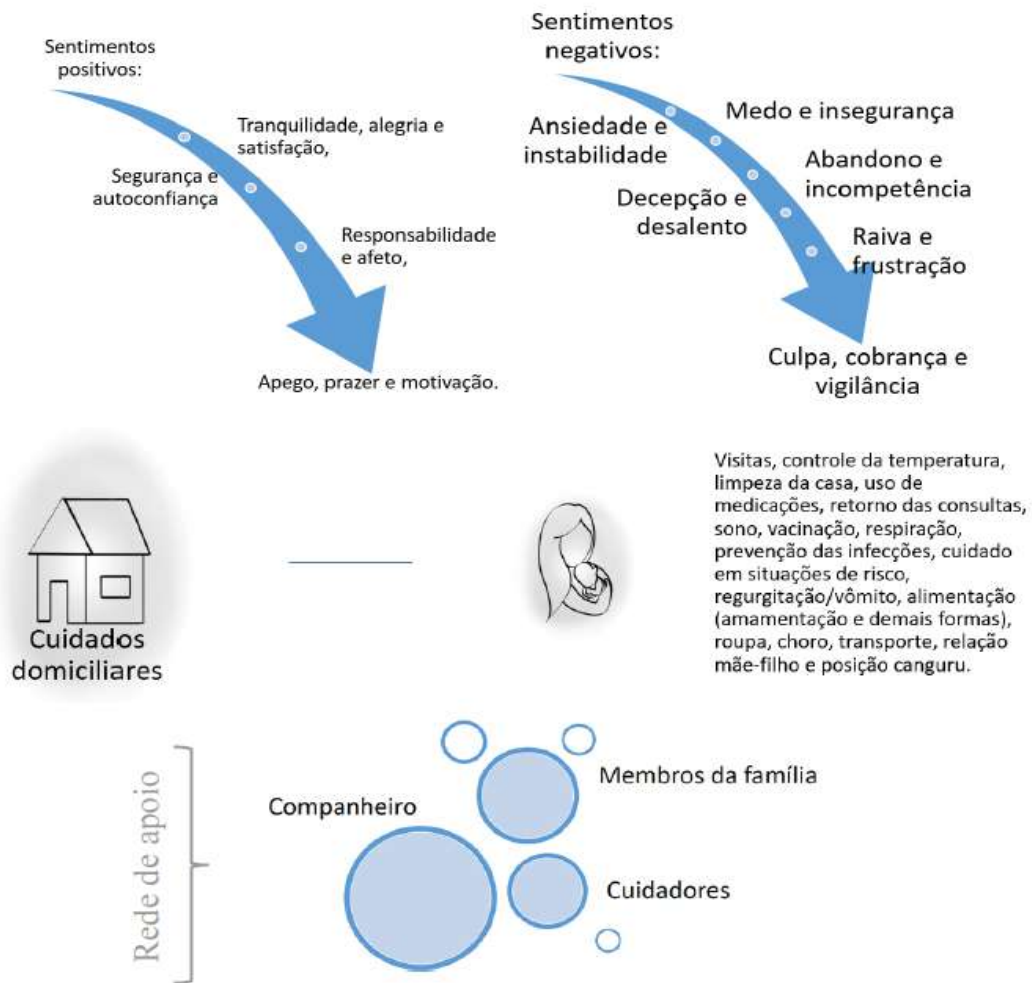 Sentimentos
positivos:
Tranquilidade, alegria e
satisfação,
Segurança e
autoconfiança
Responsabilidade
e afeto,
Apego, prazer e motivação.
Sentimentos
negativos:
Medo e insegurança
Ansiedade e
instabilidade
Abandono e
incompetência
Decepção e
desalento
Raiva e
frustração
Culpa, cobrança e
vigilância
Cuidados
domiciliares
Visitas, controle da temperatura,
limpeza da casa, uso de
medicações, retorno das consultas,
sono, vacinação, respiração,
prevenção das infecções, cuidado
em situações de risco,
regurgitação/vômito, alimentação
(amamentação e demais formas),
roupa, choro, transporte, relação
mãe-filho e posição canguru.
Rede de apoio
Companheiro
Membros da família
Cuidadores